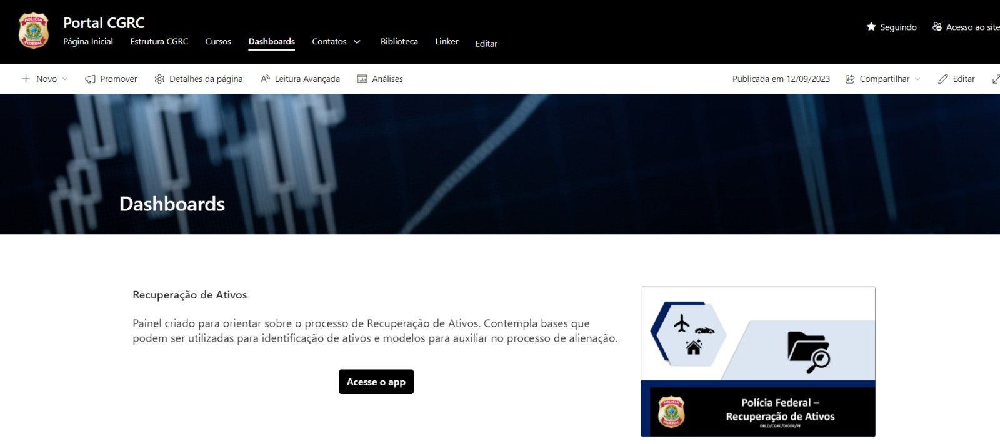 POLICIA
FEDERAL
Portal CGRC
Página Inicial Estrutura CGRC Cursos Dashboards Contatos Biblioteca Linker Editar
Seguindo Acesso ao site
Novo Promover Detalhes da página Leitura Avançada Análises
Publicada em 12/09/2023 Compartilhar Editar
Dashboards
Recuperação de Ativos
Painel criado para orientar sobre o processo de Recuperação de Ativos. Contempla bases que
podem ser utilizadas para identificação de ativos e modelos para auxiliar no processo de alienação.
Acesse o app
POLICIA
FEDERAL
Polícia Federal –
Recuperação de Ativos
DRLD/CGRC/DICOR/PF